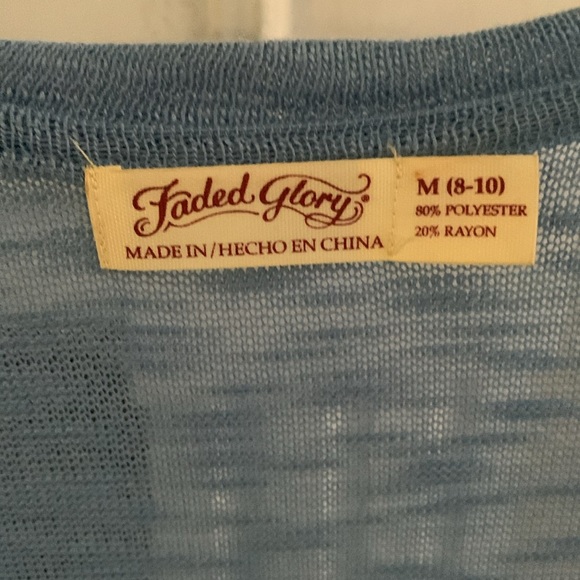 Faded Glory®
MADE IN/HECHO EN CHINA
M (8-10)
80% POLYESTER
20% RAYON